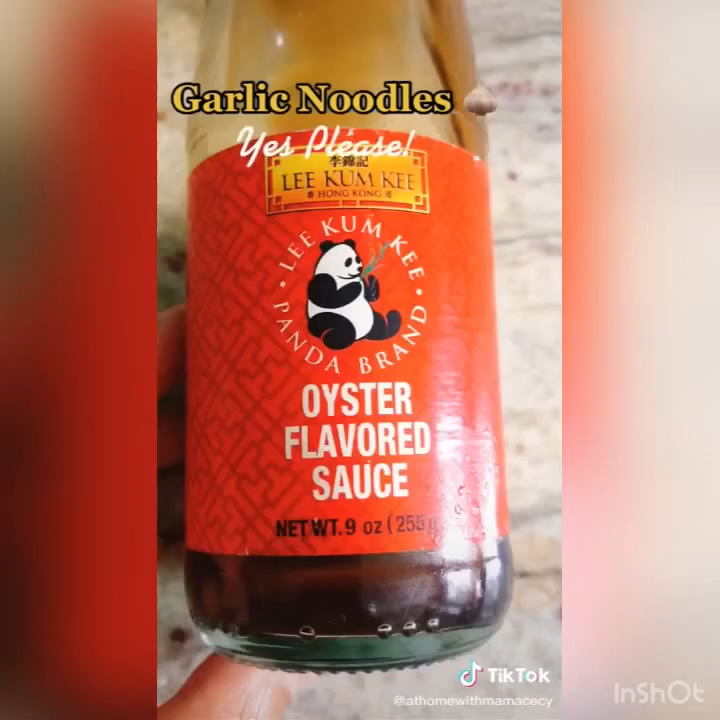 Garlic Noodles
Yes Please!
李錦記
LEE KUM KEE
HONG KONG
LEE KUM KEE
PANDA BRAND
OYSTER
FLAVORED
SAUCE
NET WT. 9 oz (255 g
TikTok
@athomewithmamacecy
InShOt